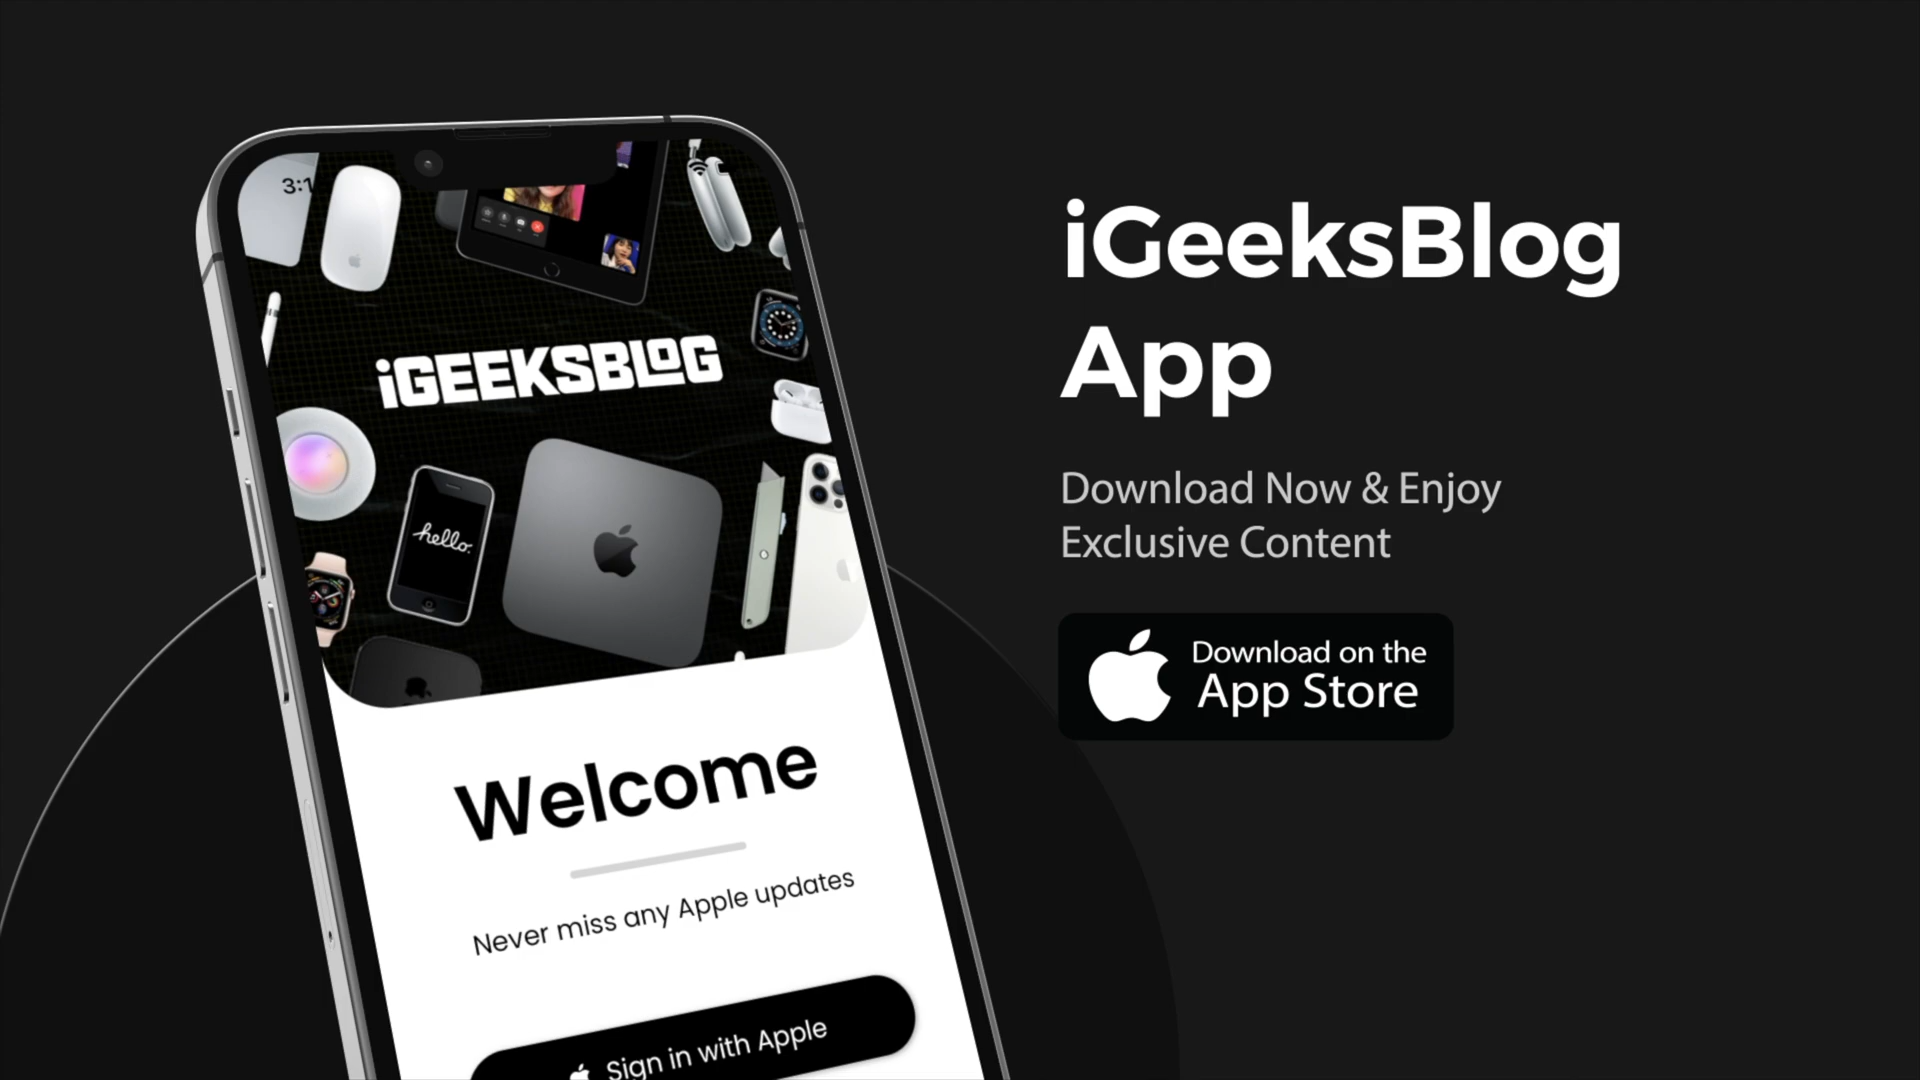 3:1
iGEEKSBLOG
hello.
Welcome
Never miss any Apple updates
Sign in with Apple
iGeeksBlog
App
Download Now & Enjoy
Exclusive Content
Download on the
App Store